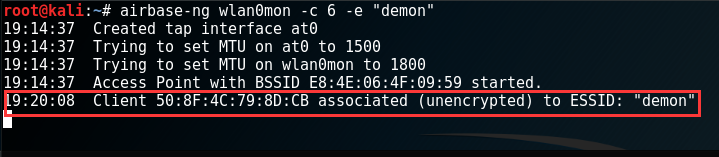 root@kali:~# airbase-ng wlan0mon -c 6 -e "demon"
19:14:37  Created tap interface at0
19:14:37  Trying to set MTU on at0 to 1500
19:14:37  Trying to set MTU on wlan0mon to 1800
19:14:37  Access Point with BSSID E8:4E:06:4F:09:59 started.
19:20:08  Client 50:8F:4C:79:8D:CB associated (unencrypted) to ESSID: "demon"